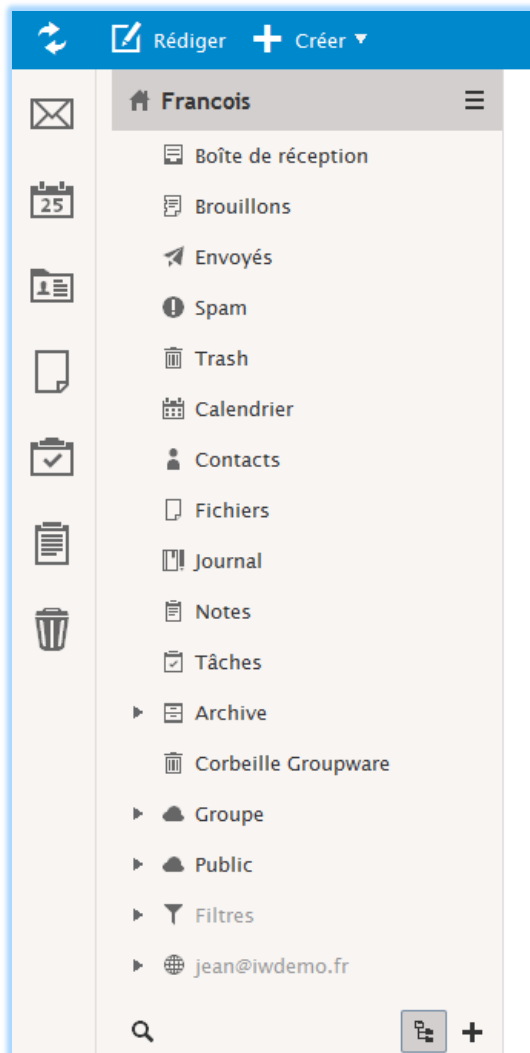 Rédiger Créer
Francois
25
Boîte de réception
Brouillons
Envoyés
Spam
Trash
Calendrier
Contacts
Fichiers
Journal
Notes
Tâches
Archive
Corbeille Groupware
Groupe
Public
Filtres
jean@iwdemo.fr